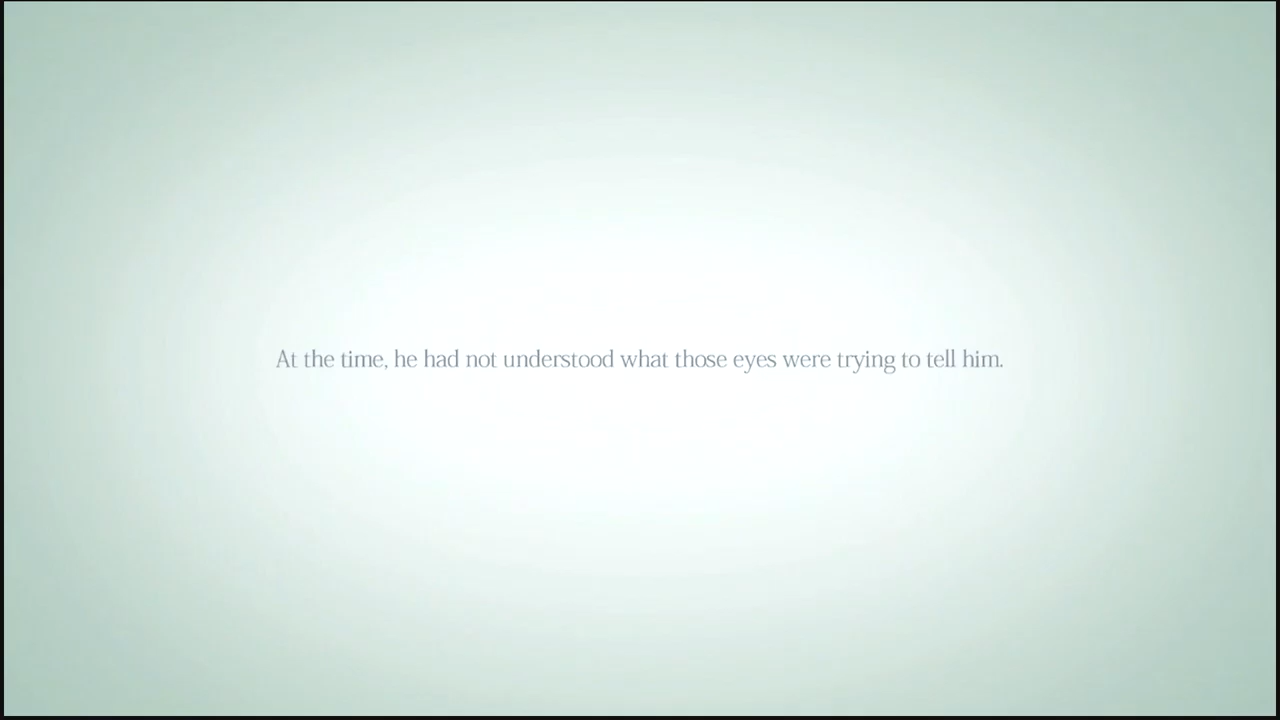 At the time, he had not understood what those eyes were trying to tell him.